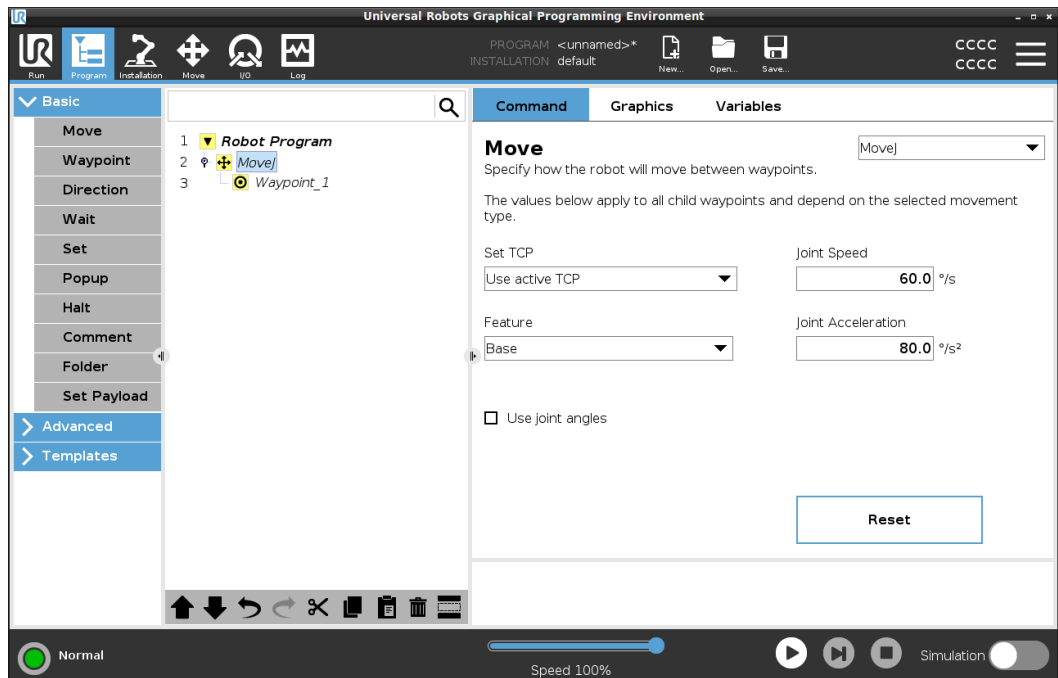 Universal Robots Graphical Programming Environment
UR
Run
Program
Installation
Move
I/O
Log
PROGRAM <unnamed>*
INSTALLATION default
New...
Open...
Save...
CCCC
CCCC
Basic
Move
Waypoint
Direction
Wait
Set
Popup
Halt
Comment
Folder
Set Payload
Advanced
Templates
1 Robot Program
2 MoveJ
3 Waypoint_1
Command Graphics Variables
Move
MoveJ
Specify how the robot will move between waypoints.
The values below apply to all child waypoints and depend on the selected movement
type.
Set TCP
Joint Speed
Use active TCP
60.0 °/s
Feature
Joint Acceleration
Base
80.0 °/s²
Use joint angles
Reset
Normal
Speed 100%
Simulation